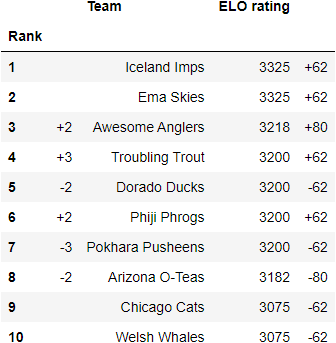 Team ELO rating
Rank
1 Iceland Imps 3325 +62
2 Ema Skies 3325 +62
3 +2 Awesome Anglers 3218 +80
4 +3 Troubling Trout 3200 +62
5 -2 Dorado Ducks 3200 -62
6 +2 Phiji Phrogs 3200 +62
7 -3 Pokhara Pusheens 3200 -62
8 -2 Arizona O-Teas 3182 -80
9 Chicago Cats 3075 -62
10 Welsh Whales 3075 -62